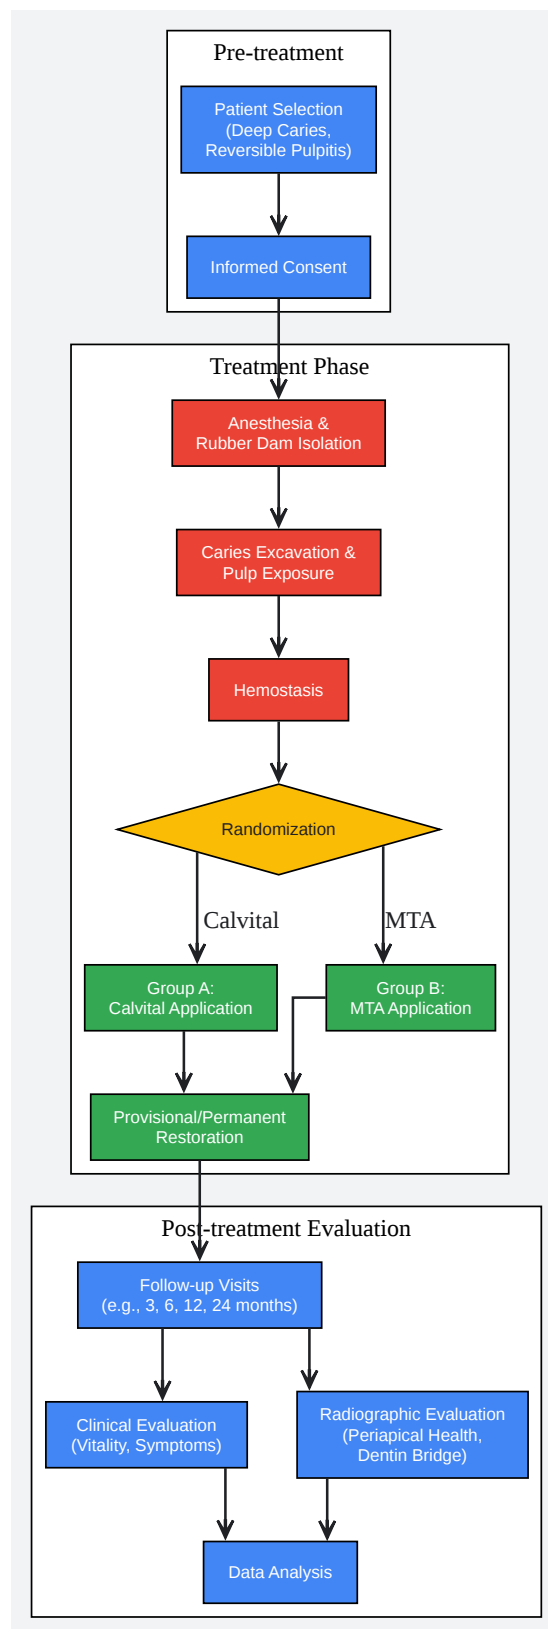 Pre-treatment
Patient Selection
(Deep Caries,
Reversible Pulpitis)
Informed Consent
Treatment Phase
Anesthesia &
Rubber Dam Isolation
Caries Excavation &
Pulp Exposure
Hemostasis
Randomization
Calvital
MTA
Group A:
Calvital Application
Group B:
MTA Application
Provisional/Permanent
Restoration
Post-treatment Evaluation
Follow-up Visits
(e.g., 3, 6, 12, 24 months)
Clinical Evaluation
(Vitality, Symptoms)
Radiographic Evaluation
(Periapical Health,
Dentin Bridge)
Data Analysis